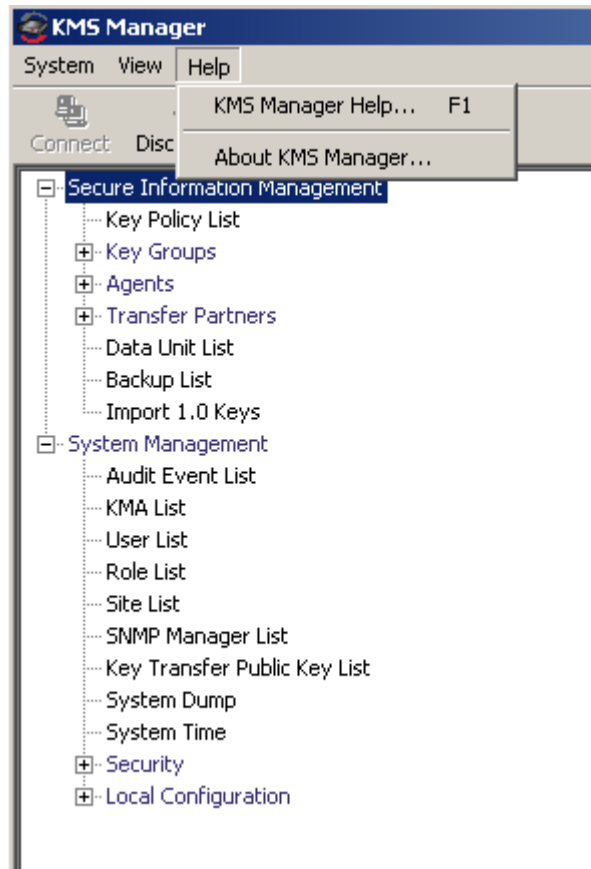 KMS Manager
System View Help
KMS Manager Help... F1
About KMS Manager...
Connect Disc
Secure Information Management
Key Policy List
Key Groups
Agents
Transfer Partners
Data Unit List
Backup List
Import 1.0 Keys
System Management
Audit Event List
KMA List
User List
Role List
Site List
SNMP Manager List
Key Transfer Public Key List
System Dump
System Time
Security
Local Configuration